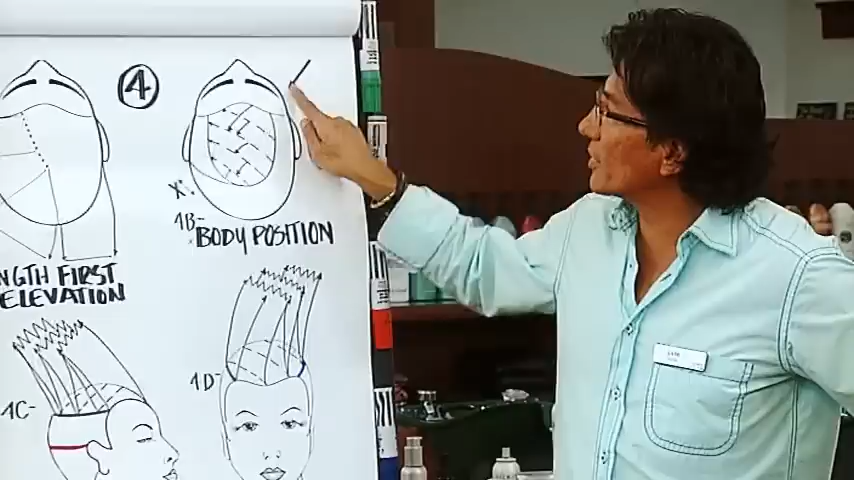 4
1B-
BODY POSITION
NGTH FIRST
ELEVATION
1C-
1D-